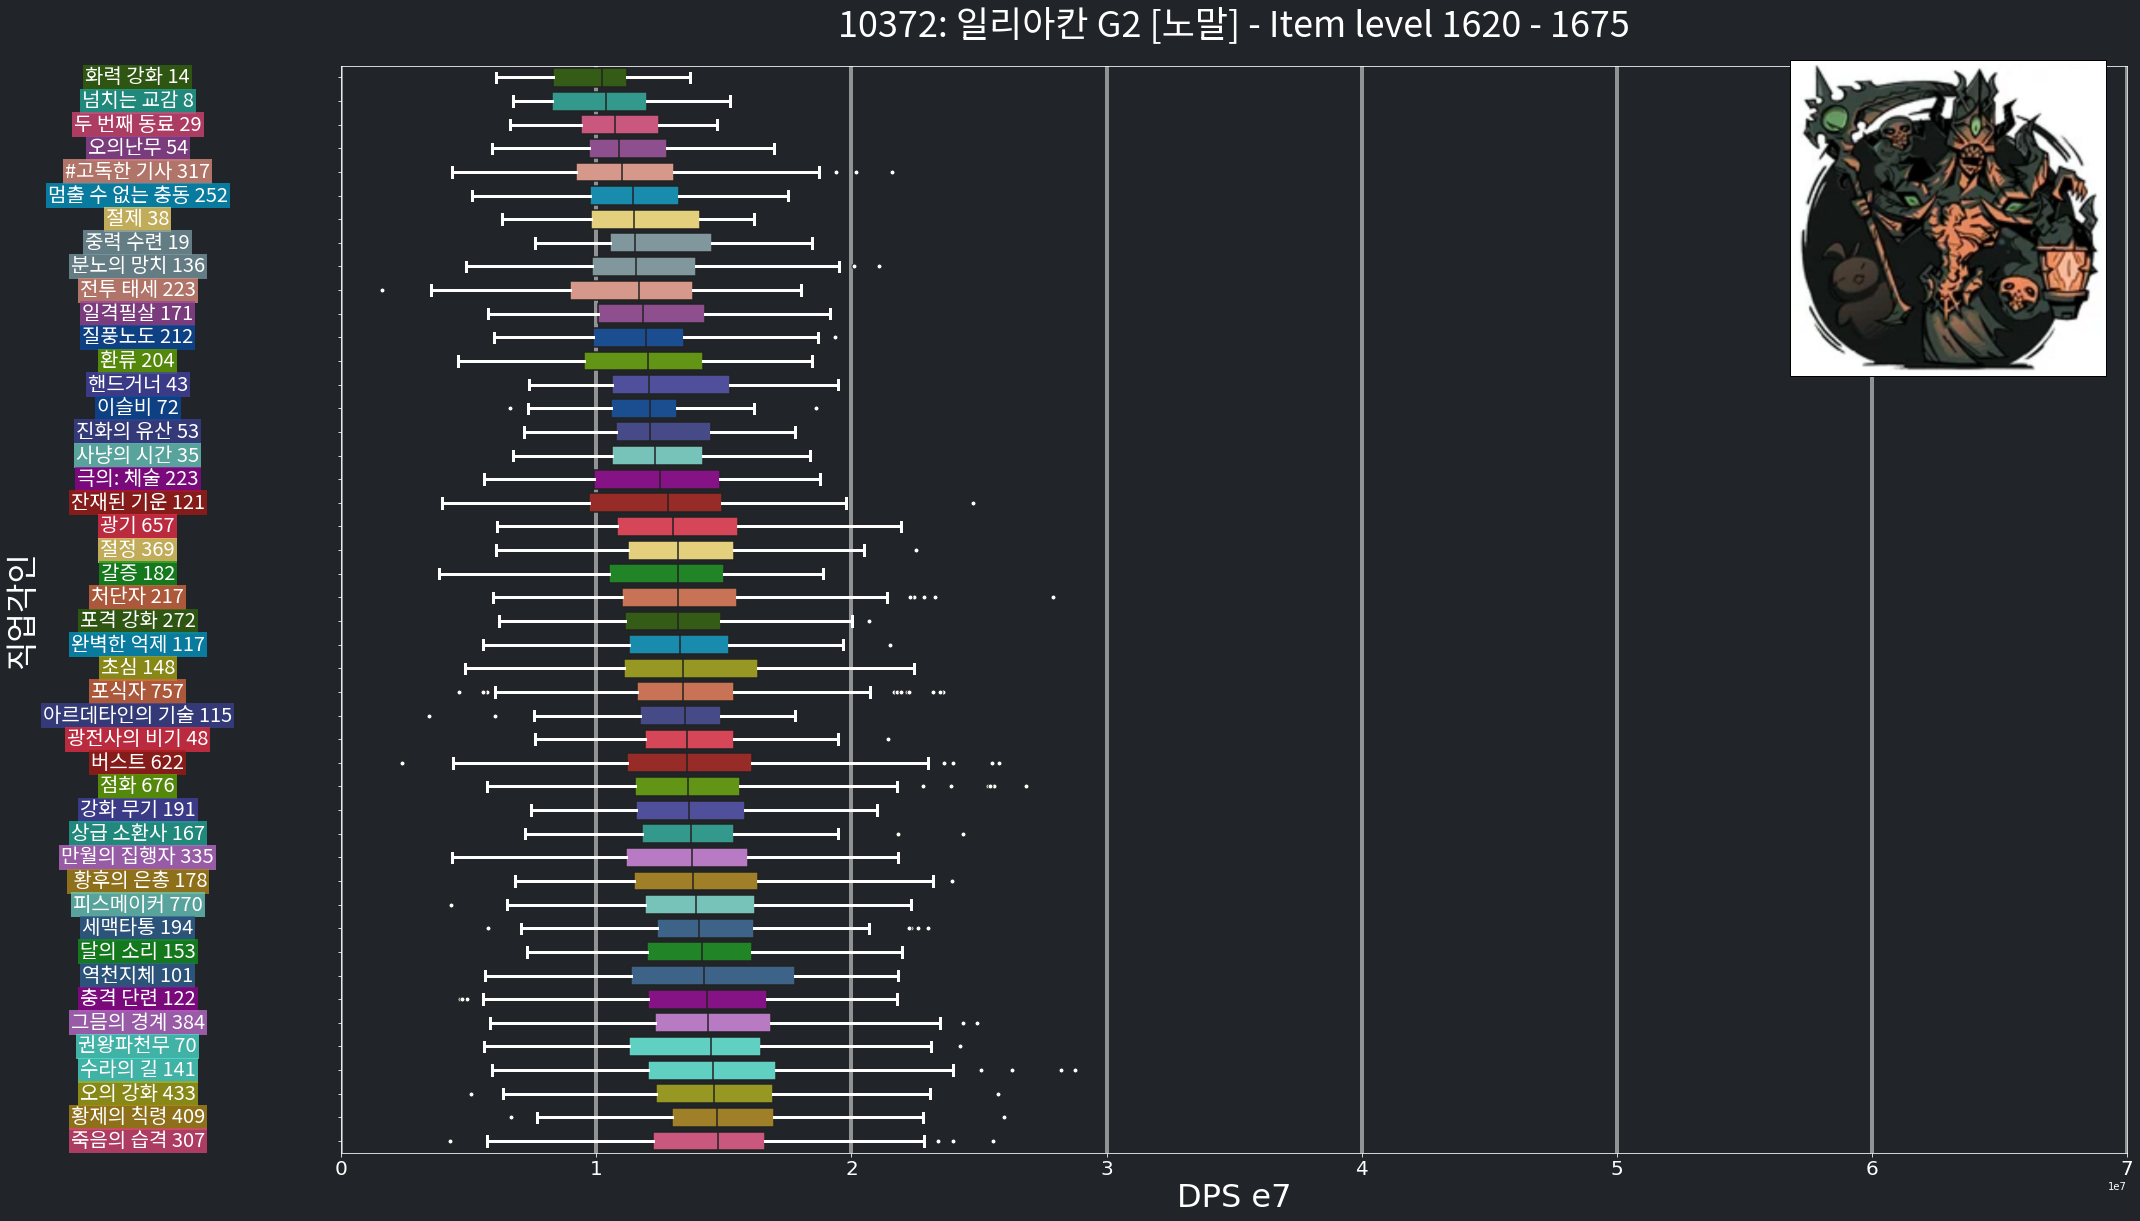 10372: 일리아칸 G2 [노말] - Item level 1620 - 1675
화력 강화 14
넘치는 교감 8
두 번째 동료 29
오의난무 54
#고독한 기사 317
멈출 수 없는 충동 252
절제 38
중력 수련 19
분노의 망치 136
전투 태세 223
일격필살 171
질풍노도 212
환류 204
핸드거너 43
이슬비 72
진화의 유산 53
사냥의 시간 35
극의: 체술 223
잔재된 기운 121
광기 657
절정 369
갈증 182
처단자 217
포격 강화 272
완벽한 억제 117
초심 148
포식자 757
아르데타인의 기술 115
광전사의 비기 48
버스트 622
점화 676
강화 무기 191
상급 소환사 167
만월의 집행자 335
황후의 은총 178
피스메이커 770
세맥타통 194
달의 소리 153
역천지체 101
충격 단련 122
그믐의 경계 384
권왕파천무 70
수라의 길 141
오의 강화 433
황제의 칙령 409
죽음의 습격 307
직업각인
0 1 2 3 4 5 6 7
1e7
DPS e7